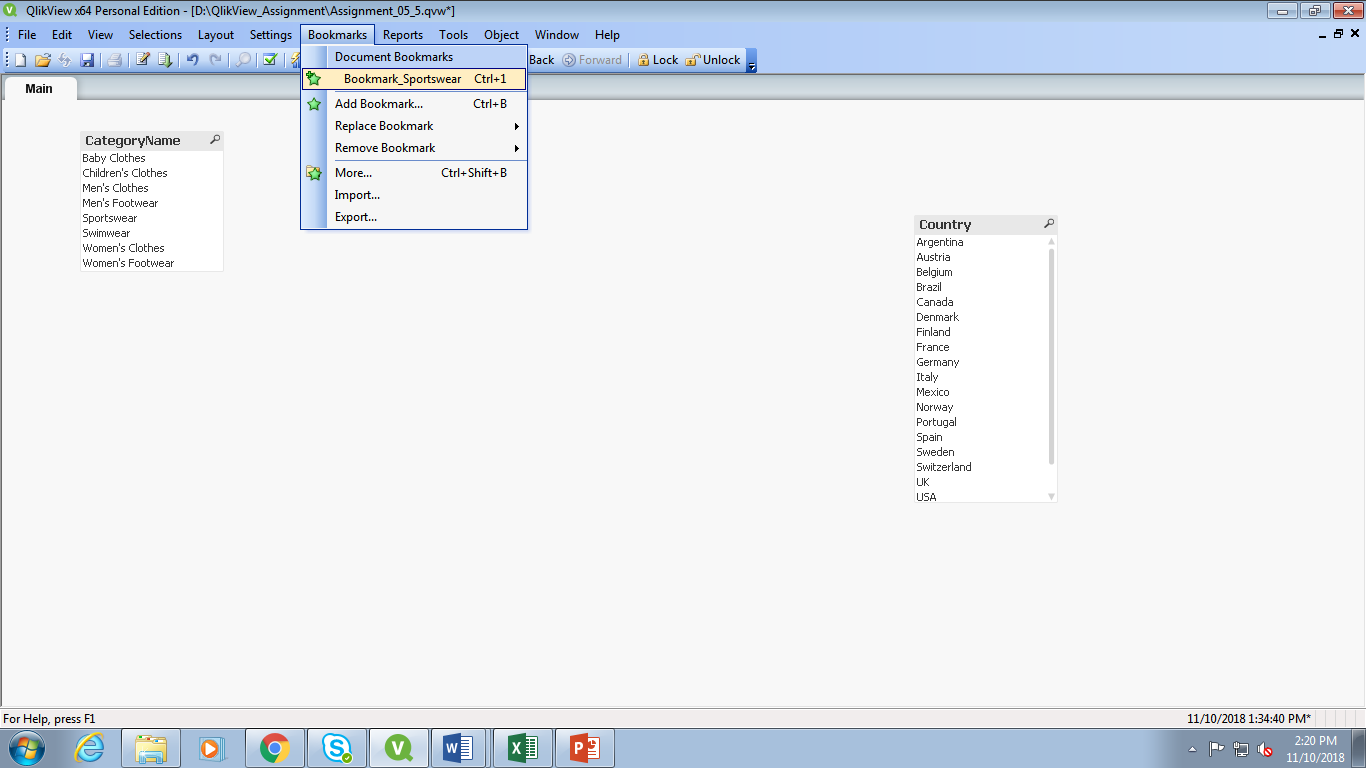 QlikView x64 Personal Edition - [D:\QlikView_Assignment\Assignment_05_5.qvw*]
File Edit View Selections Layout Settings Bookmarks Reports Tools Object Window Help
Back Forward Lock Unlock
Document Bookmarks
Bookmark_Sportswear Ctrl+1
Add Bookmark... Ctrl+B
Replace Bookmark
Remove Bookmark
More... Ctrl+Shift+B
Import...
Export...
Main
CategoryName
Baby Clothes
Children's Clothes
Men's Clothes
Men's Footwear
Sportswear
Swimwear
Women's Clothes
Women's Footwear
Country
Argentina
Austria
Belgium
Brazil
Canada
Denmark
Finland
France
Germany
Italy
Mexico
Norway
Portugal
Spain
Sweden
Switzerland
UK
USA
For Help, press F1
11/10/2018 1:34:40 PM*
2:20 PM
11/10/2018